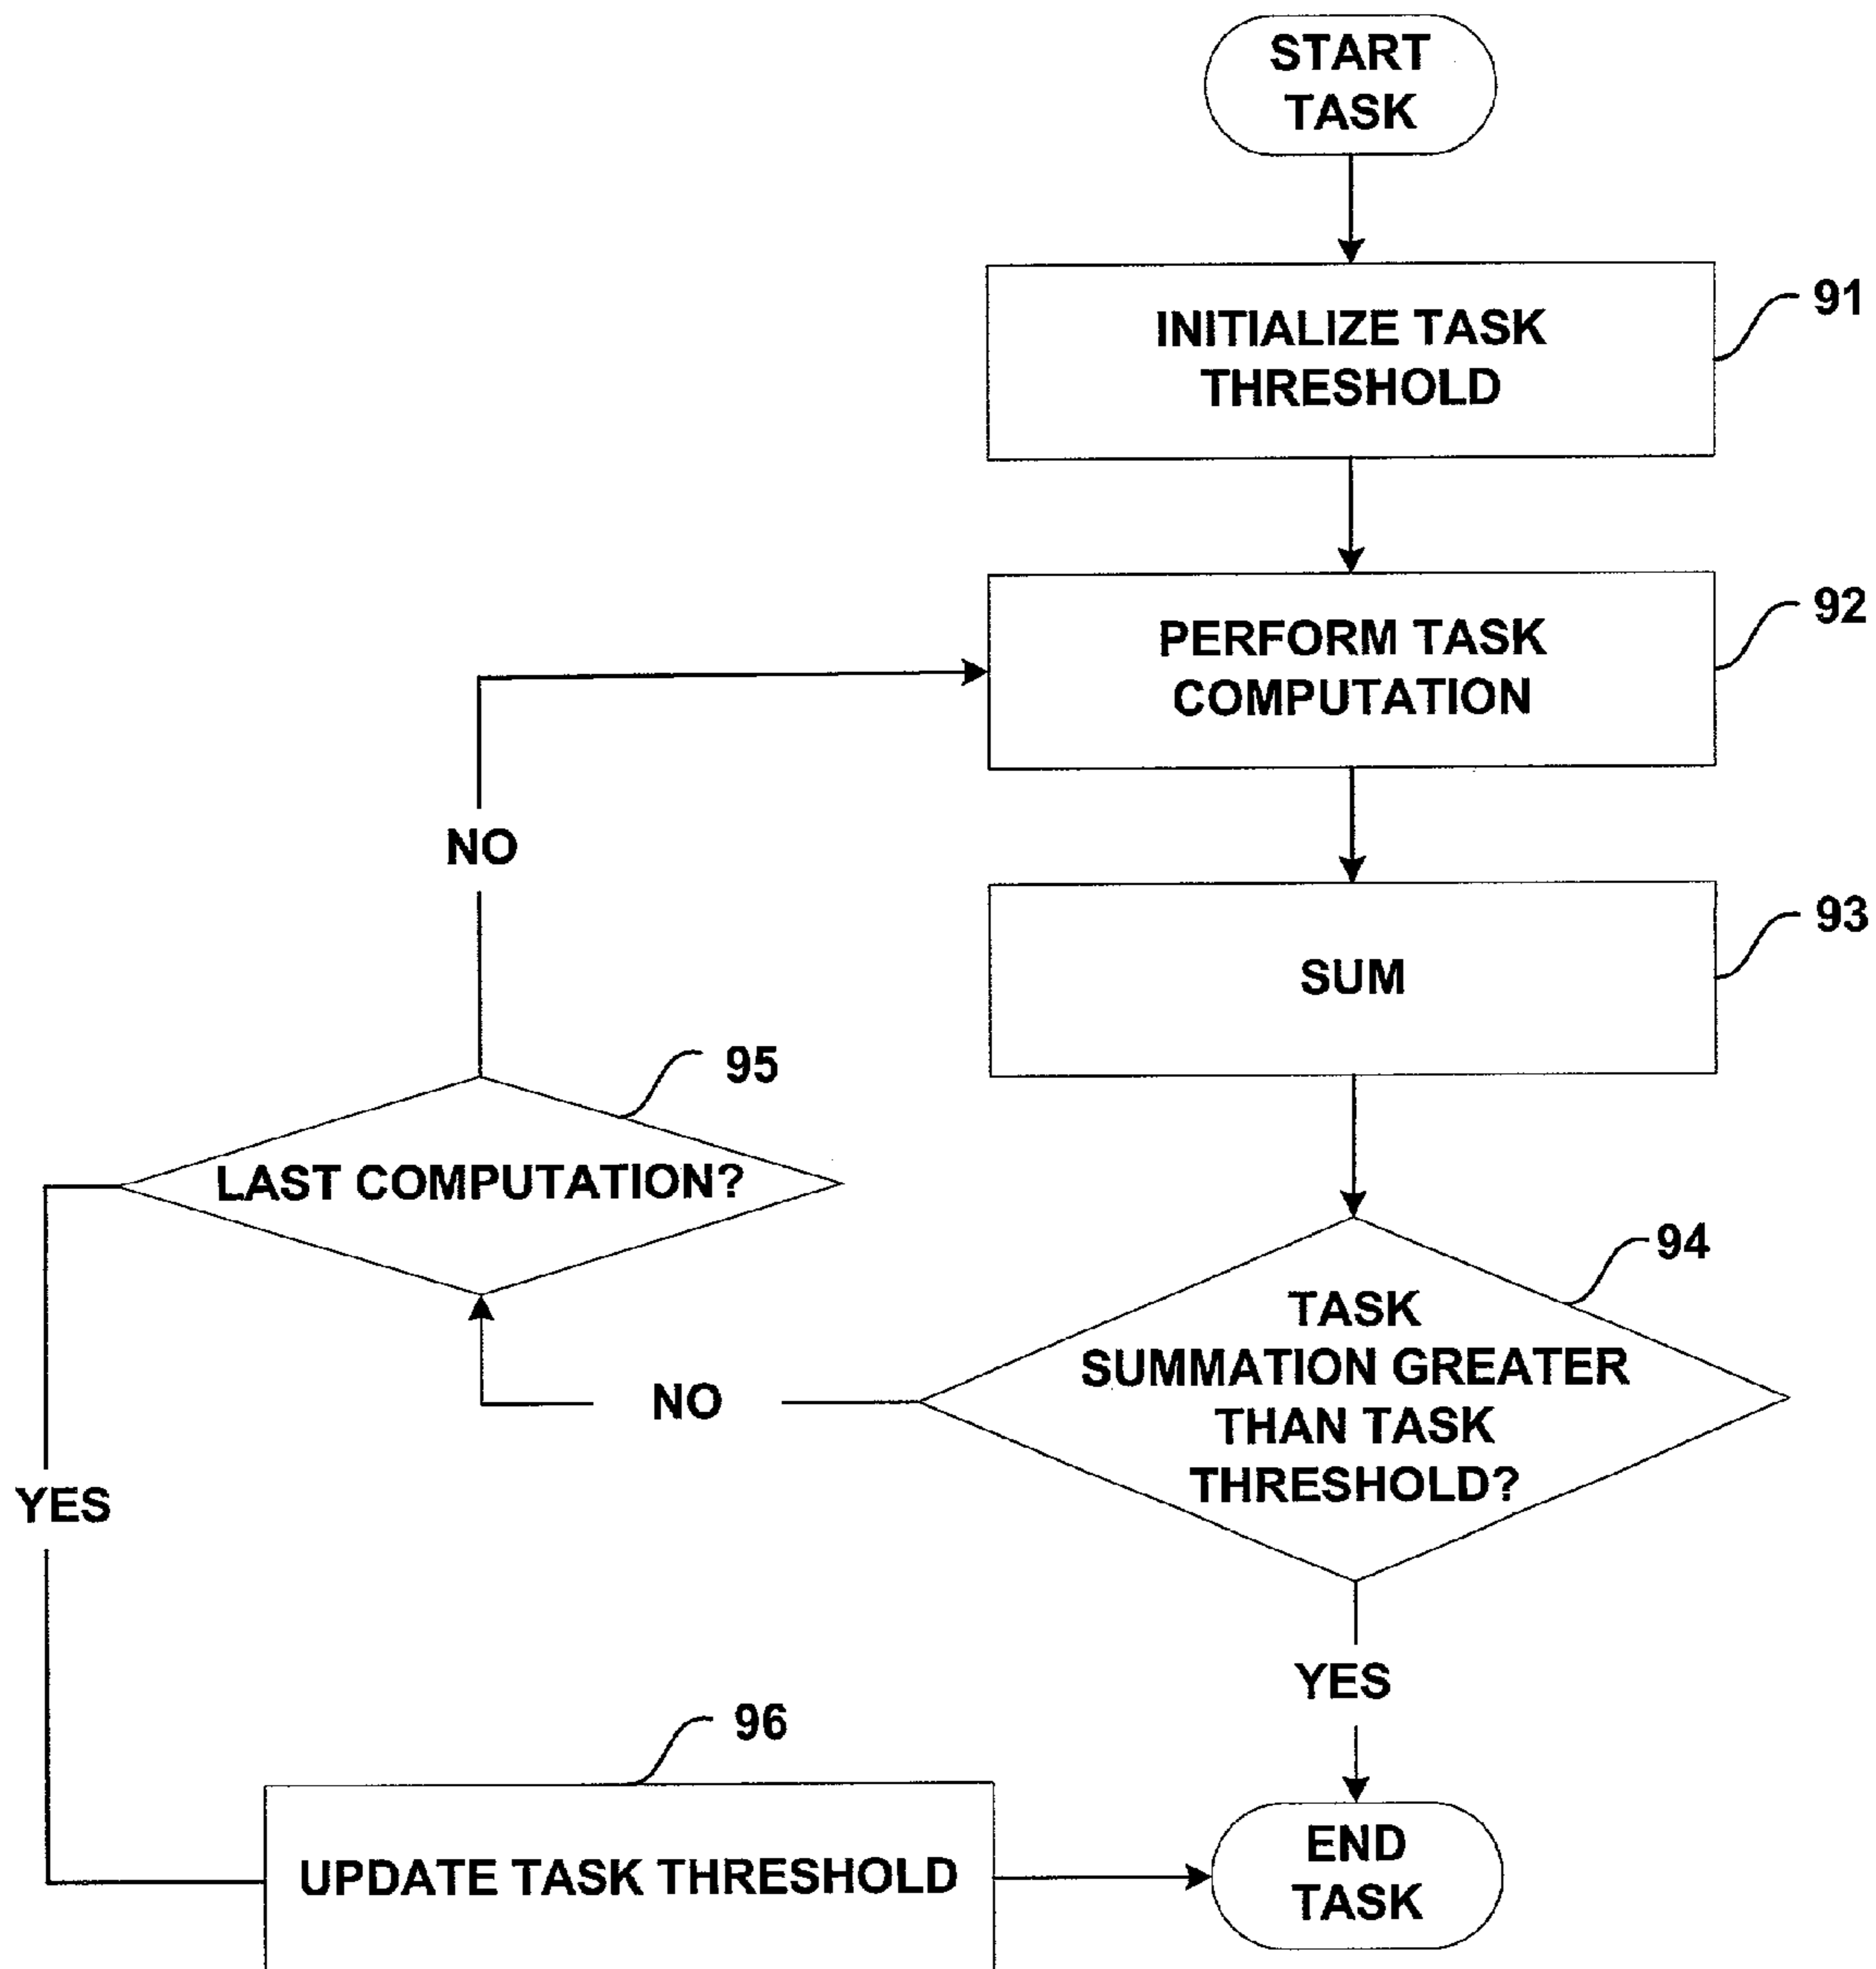 START
TASK
INITIALIZE TASK
THRESHOLD
91
PERFORM TASK
COMPUTATION
92
NO
SUM
93
95
LAST COMPUTATION?
94
TASK
SUMMATION GREATER
THAN TASK
THRESHOLD?
NO
YES
YES
96
UPDATE TASK THRESHOLD
END
TASK